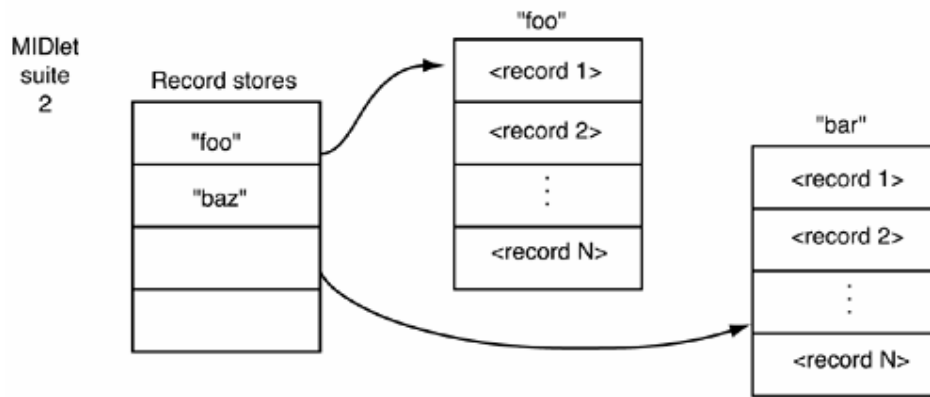 MIDlet
suite
2
Record stores
"foo"
"baz"
"foo"
<record 1>
<record 2>
⋮
<record N>
"bar"
<record 1>
<record 2>
⋮
<record N>